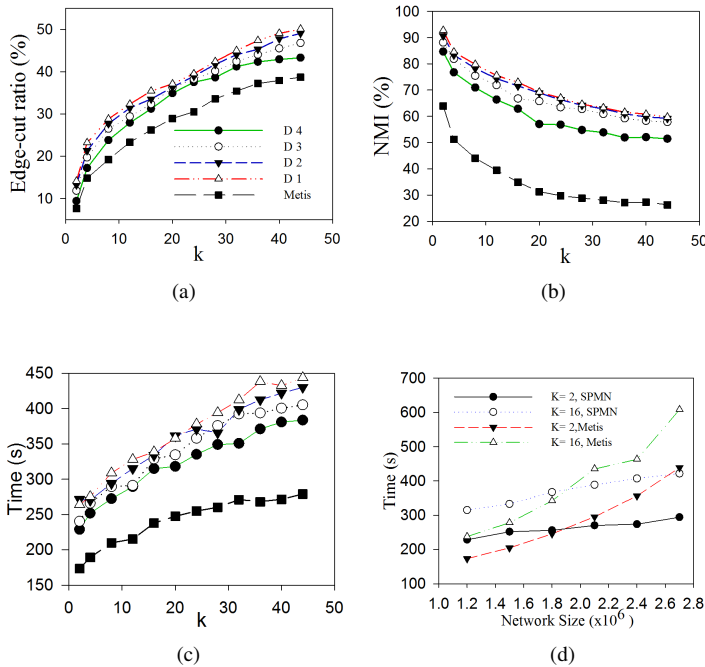 Edge-cut ratio (%)
50
40
30
20
10
0 10 20 30 40 50
k
D 4
D 3
D 2
D 1
Metis
(a)
NMI (%)
100
90
80
70
60
50
40
30
20
0 10 20 30 40 50
k
(b)
Time (s)
450
400
350
300
250
200
150
0 10 20 30 40 50
k
(c)
Time (s)
700
600
500
400
300
200
100
1.0 1.2 1.4 1.6 1.8 2.0 2.2 2.4 2.6 2.8
Network Size (x10⁶ )
K= 2, SPMN
K= 16, SPMN
K= 2,Metis
K= 16, Metis
(d)